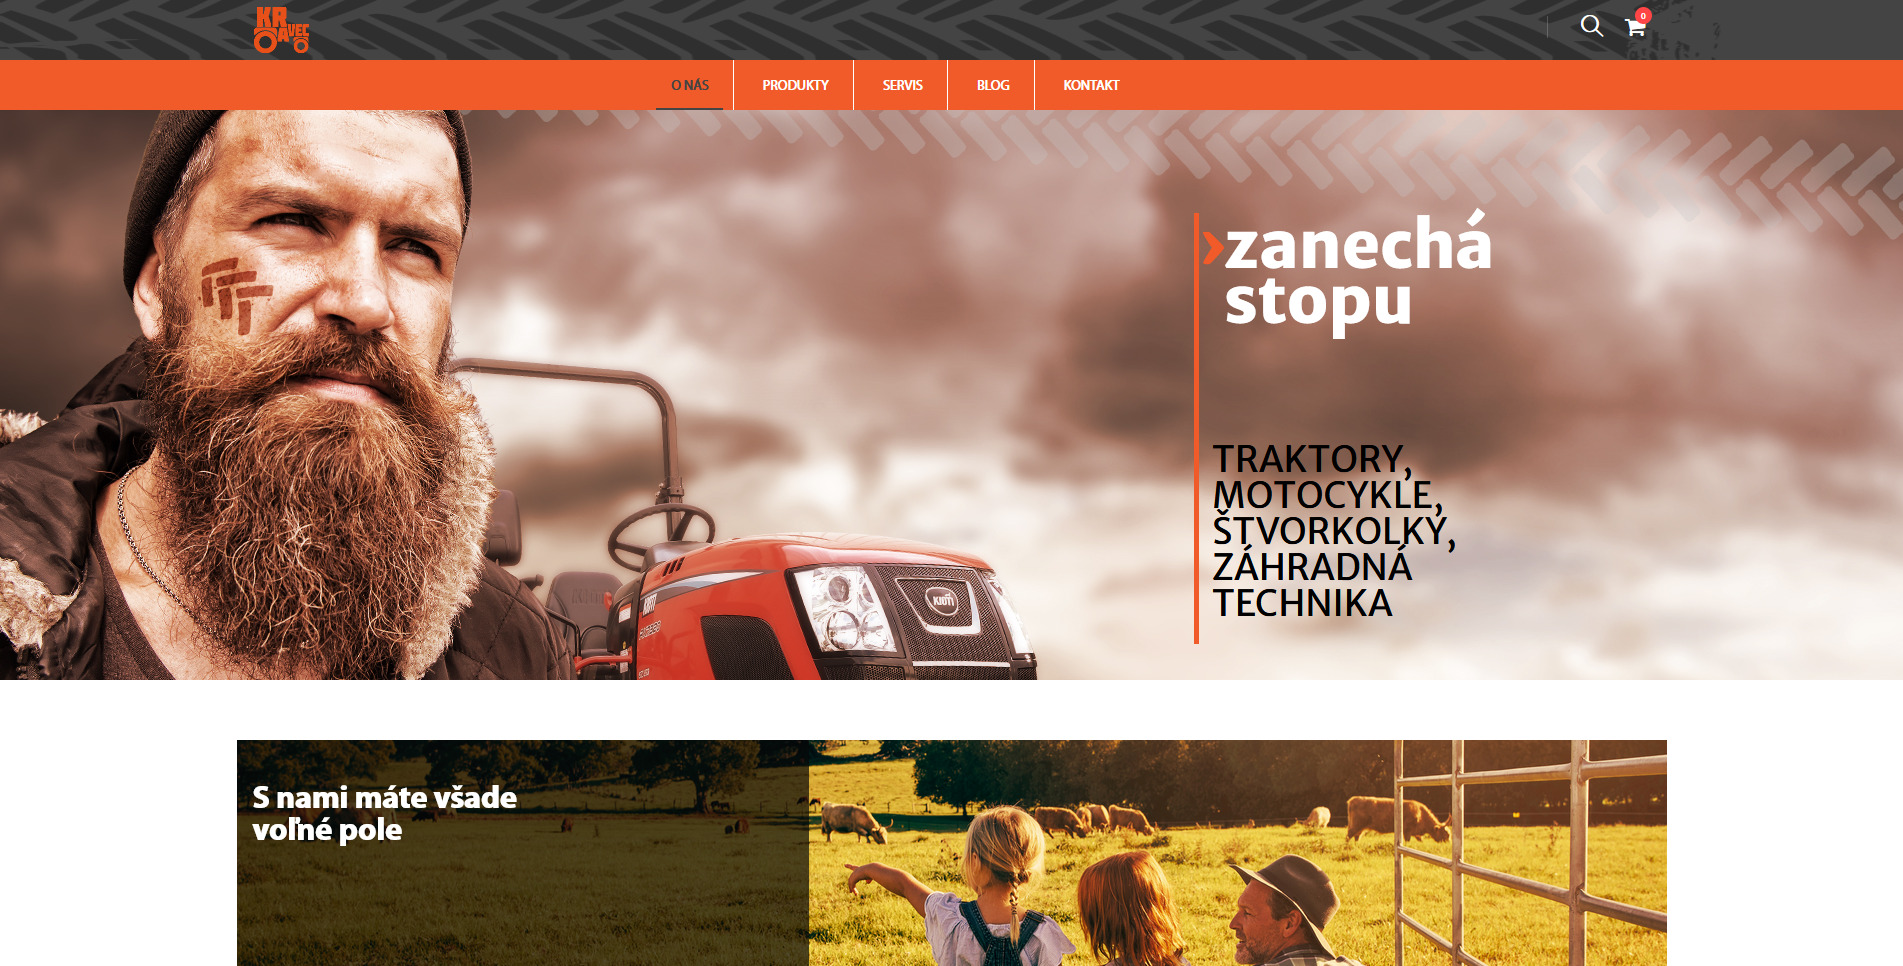 KRAVEC
0
O NÁS
PRODUKTY
SERVIS
BLOG
KONTAKT
›zanechá
stopu
TRAKTORY,
MOTOCYKLE,
ŠTVORKOLKY,
ZÁHRADNÁ
TECHNIKA
KIOTI
KIOTI
S nami máte všade
voľné pole